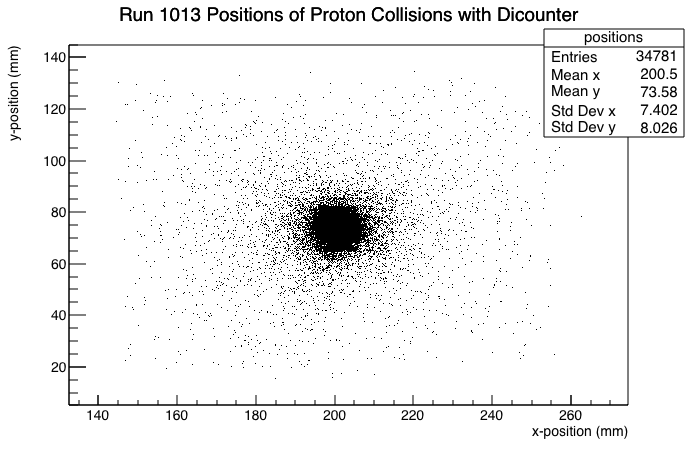 Run 1013 Positions of Proton Collisions with Dicounter
positions
Entries 34781
Mean x 200.5
Mean y 73.58
Std Dev x 7.402
Std Dev y 8.026
y-position (mm)
140
120
100
80
60
40
20
140 160 180 200 220 240 260
x-position (mm)